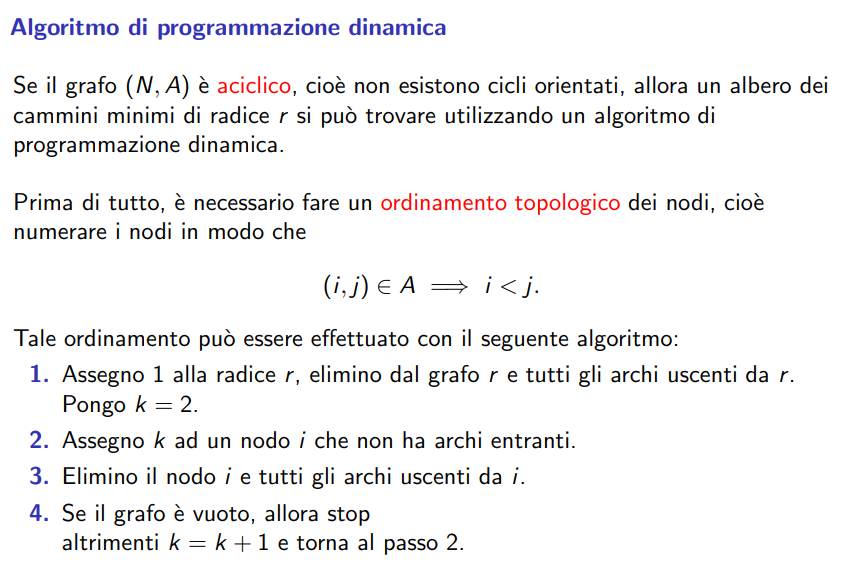 Algoritmo di programmazione dinamica
Se il grafo (N, A) è aciclico, cioè non esistono cicli orientati, allora un albero dei
cammini minimi di radice r si può trovare utilizzando un algoritmo di
programmazione dinamica.
Prima di tutto, è necessario fare un ordinamento topologico dei nodi, cioè
numerare i nodi in modo che
(i, j) ∈ A ⟹ i < j.
Tale ordinamento può essere effettuato con il seguente algoritmo:
1. Assegno 1 alla radice r, elimino dal grafo r e tutti gli archi uscenti da r.
Pongo k = 2.
2. Assegno k ad un nodo i che non ha archi entranti.
3. Elimino il nodo i e tutti gli archi uscenti da i.
4. Se il grafo è vuoto, allora stop
altrimenti k = k + 1 e torna al passo 2.